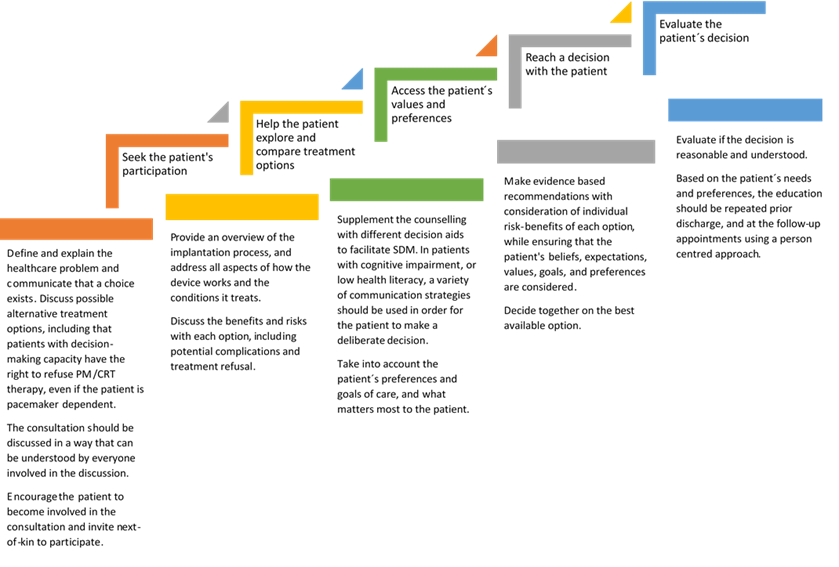 Seek the patient's
participation
Define and explain the
healthcare problem and
communicate that a choice
exists. Discuss possible
alternative treatment
options, including that
patients with decision-
making capacity have the
right to refuse PM/CRT
therapy, even if the patient is
pacemaker dependent.
The consultation should be
discussed in a way that can
be understood by everyone
involved in the discussion.
Encourage the patient to
become involved in the
consultation and invite next-
of-kin to participate.
Help the patient
explore and
compare treatment
options
Provide an overview of the
implantation process, and
address all aspects of how the
device works and the
conditions it treats.
Discuss the benefits and risks
with each option, including
potential complications and
treatment refusal.
Access the patient´s
values and
preferences
Supplement the counselling
with different decision aids
to facilitate SDM. In patients
with cognitive impairment, or
low health literacy, a variety
of communication strategies
should be used in order for
the patient to make a
deliberate decision.
Take into account the
patient´s preferences and
goals of care, and what
matters most to the patient.
Reach a decision
with the patient
Make evidence based
recommendations with
consideration of individual
risk-benefits of each option,
while ensuring that the
patient's beliefs, expectations,
values, goals, and preferences
are considered.
Decide together on the best
available option.
Evaluate the
patient´s decision
Evaluate if the decision is
reasonable and understood.
Based on the patient´s needs
and preferences, the education
should be repeated prior
discharge, and at the follow-up
appointments using a person
centred approach.